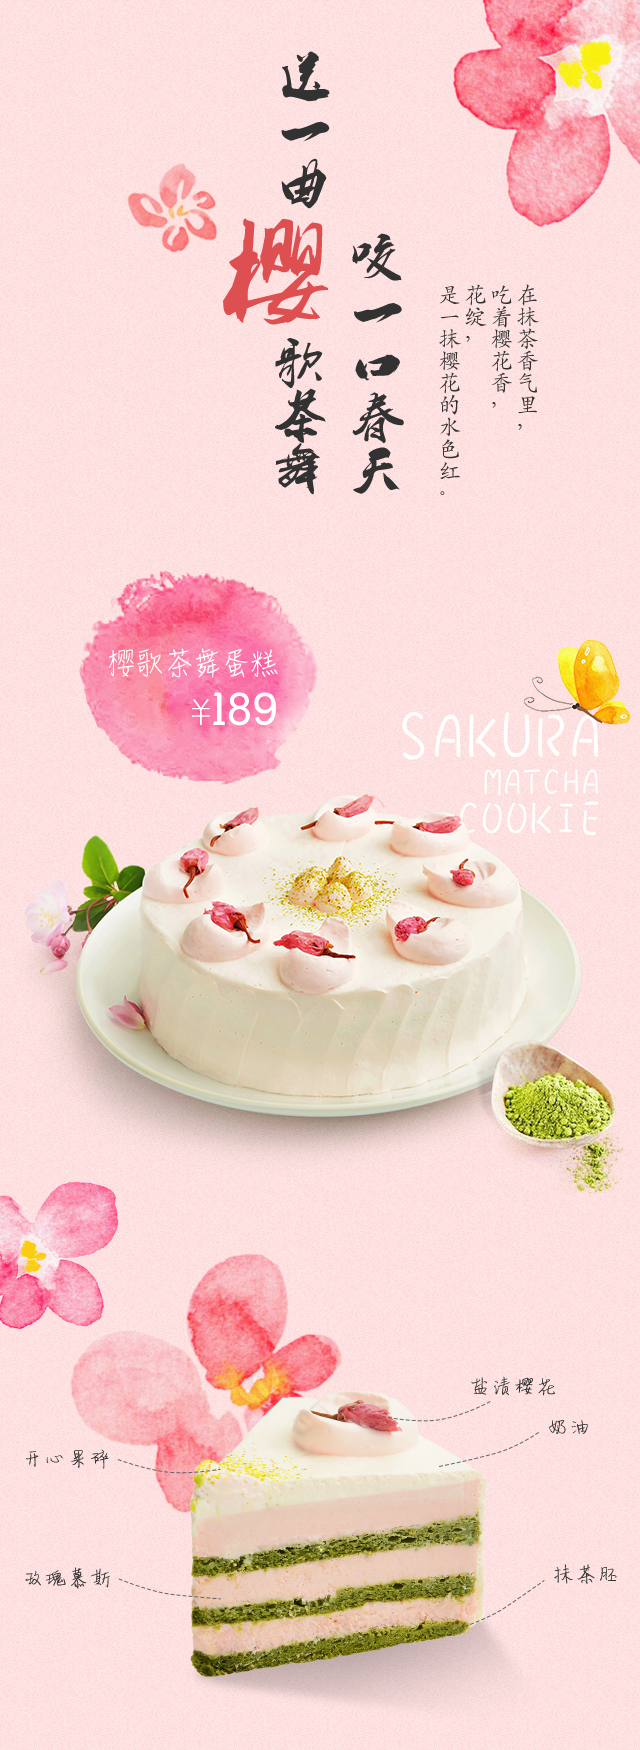 送一曲樱歌茶舞
咬一口春天
在抹茶香气里，
吃着樱花香，
花绽，
是一抹樱花的水色红。
樱歌茶舞蛋糕
¥189
SAKURA
MATCHA
COOKIE
盐渍樱花
奶油
开心果碎
玫瑰慕斯
抹茶胚